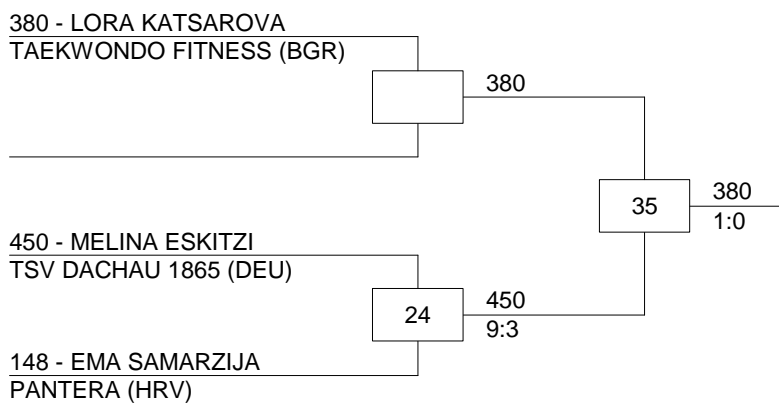 380 - LORA KATSAROVA
TAEKWONDO FITNESS (BGR)
380
35
380
1:0
450 - MELINA ESKITZI
TSV DACHAU 1865 (DEU)
24
450
9:3
148 - EMA SAMARZIJA
PANTERA (HRV)